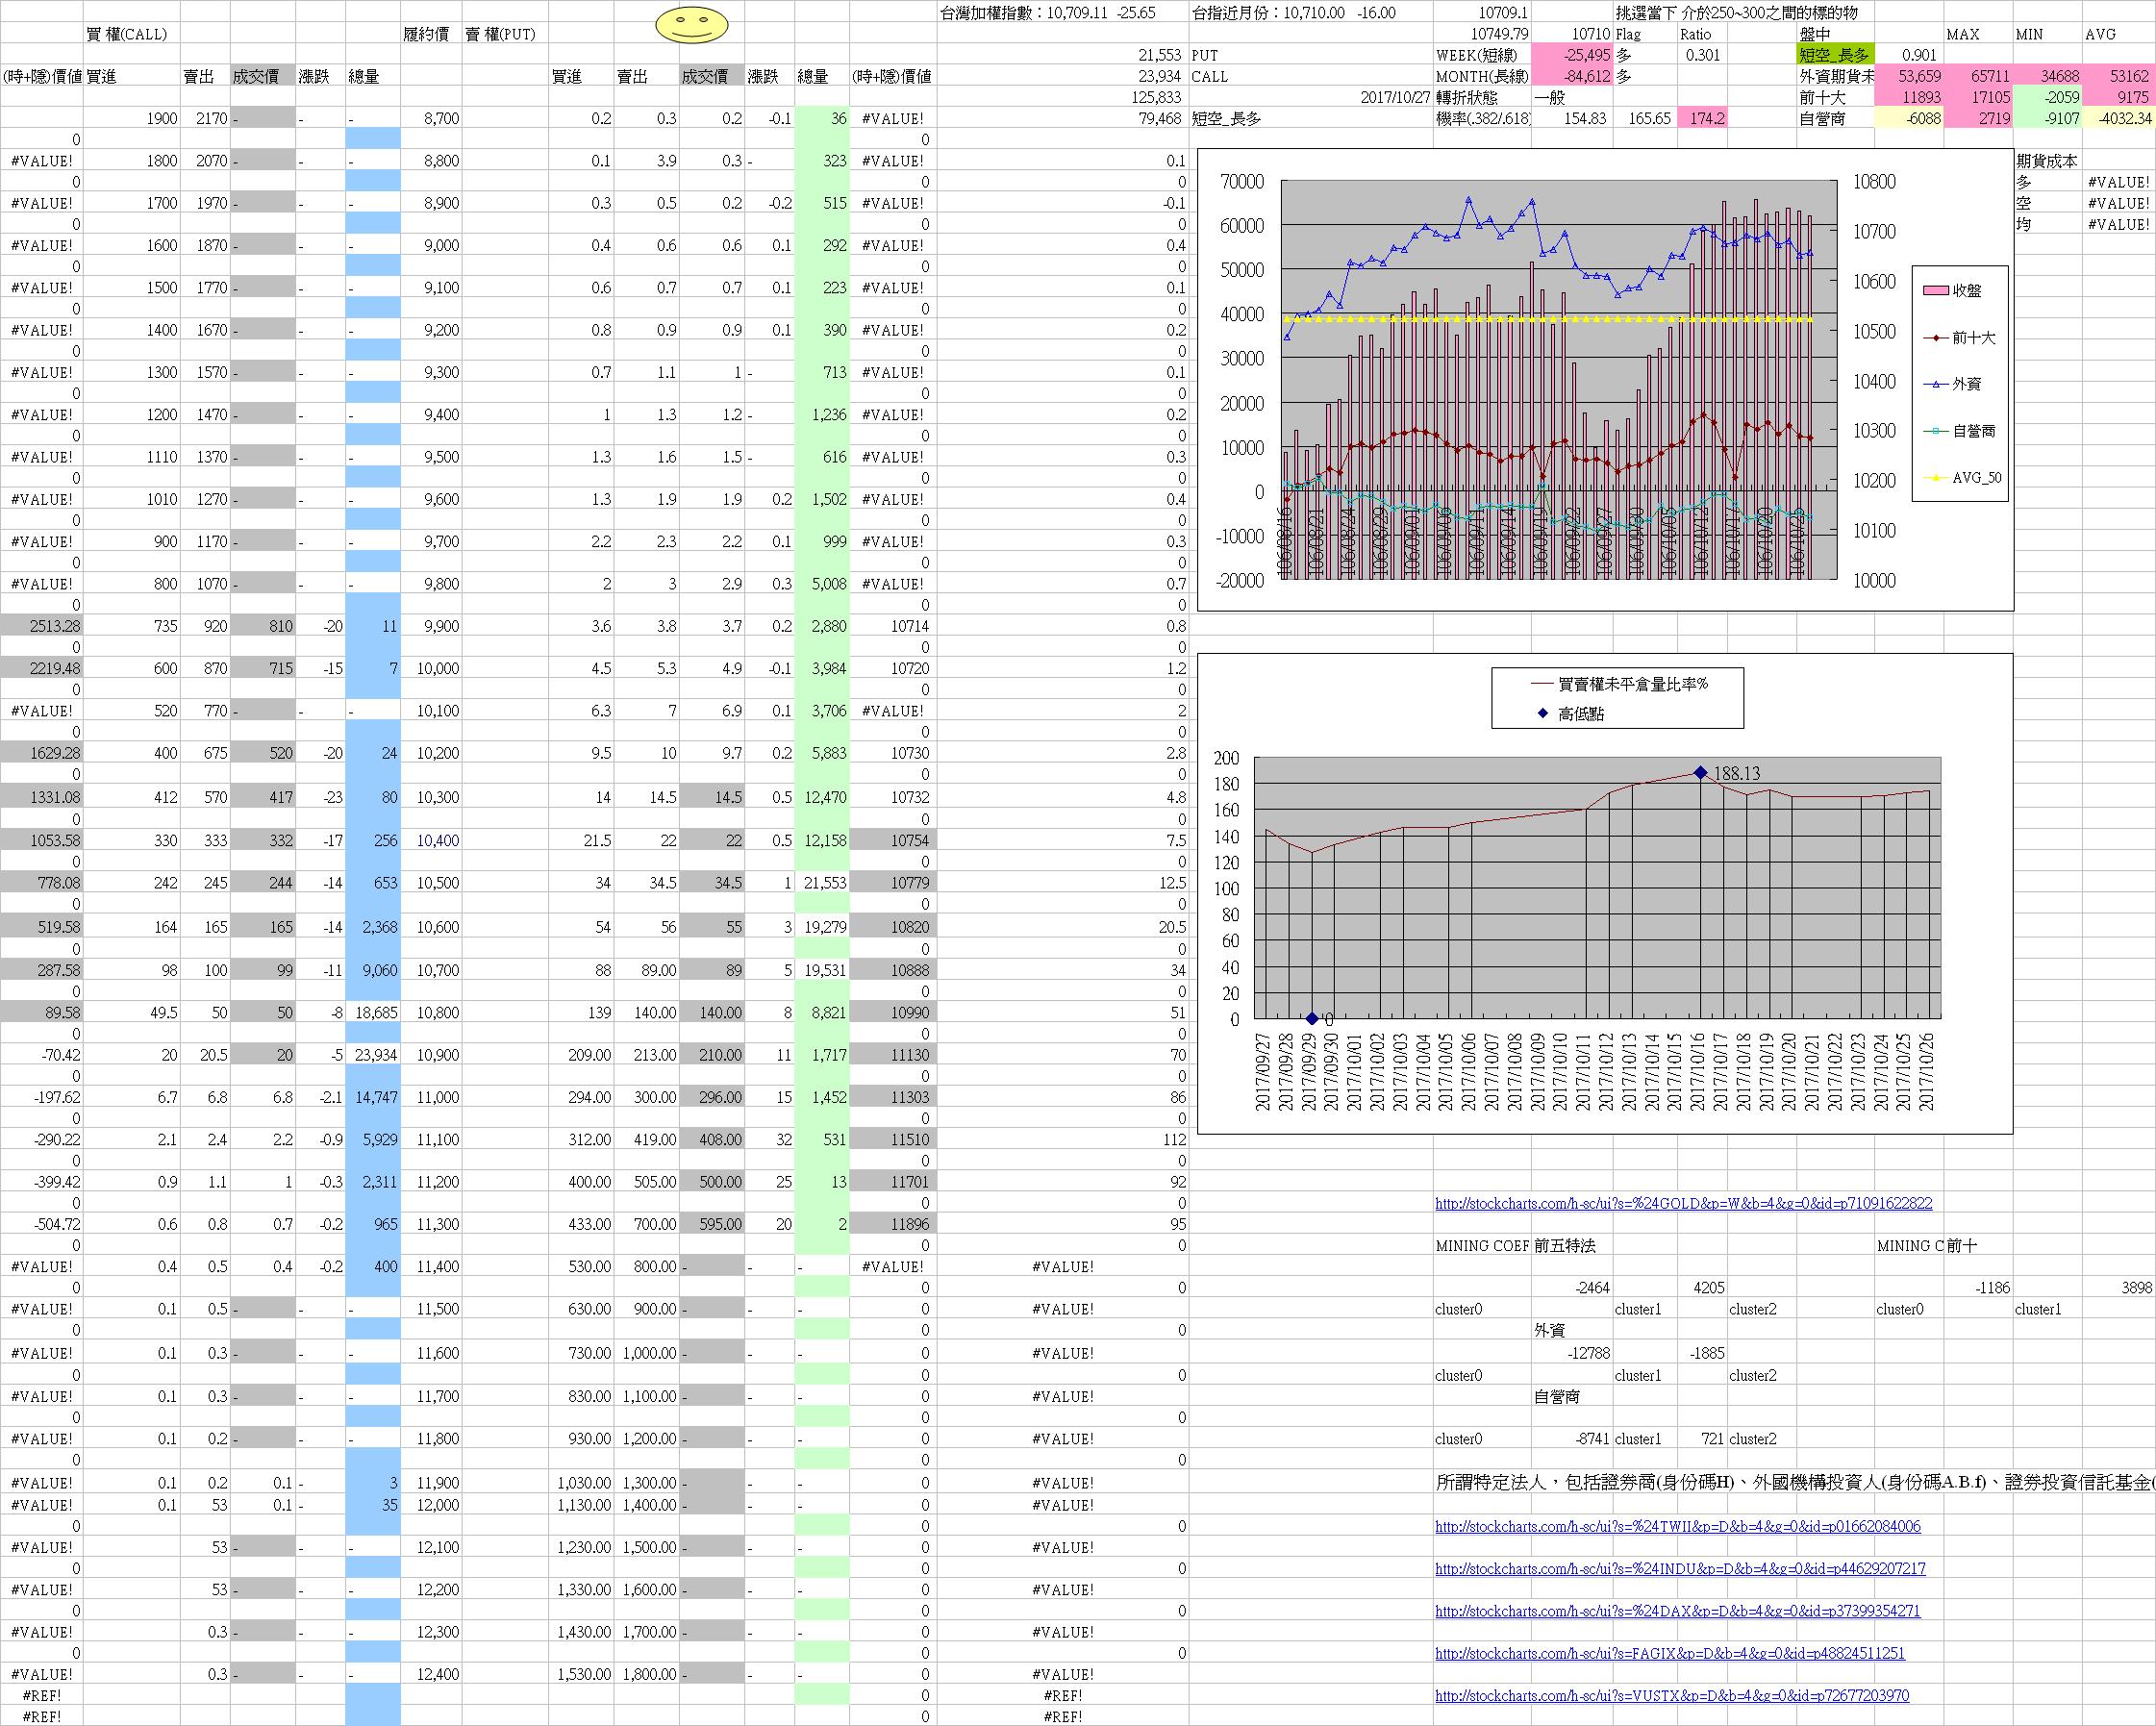 台灣加權指數：10,709.11 -25.65 台指近月份：10,710.00 -16.00 10709.1 挑選當下 介於250~300之間的標的物
買 權(CALL) 履約價 賣 權(PUT) 10749.79 10710 Flag Ratio 盤中 MAX MIN AVG
21,553 PUT WEEK(短線) -25,495 多 0.301 短空_長多 0.901
(時+隱)價值 買進 賣出 成交價 漲跌 總量 買進 賣出 成交價 漲跌 總量 (時+隱)價值 23,934 CALL MONTH(長線) -84,612 多 外資期貨未 53,659 65711 34688 53162
125,833 2017/10/27 轉折狀態 一般 前十大 11893 17105 -2059 9175
1900 2170 - - - 8,700 0.2 0.3 0.2 -0.1 36 #VALUE! 79,468 短空_長多 機率(.382/.618) 154.83 165.65 174.2 自營商 -6088 2719 -9107 -4032.34
0 0
#VALUE! 1800 2070 - - - 8,800 0.1 3.9 0.3 - 323 #VALUE! 0.1 期貨成本
0 0 0 多 #VALUE!
#VALUE! 1700 1970 - - - 8,900 0.3 0.5 0.2 -0.2 515 #VALUE! -0.1 空 #VALUE!
0 0 0 均 #VALUE!
#VALUE! 1600 1870 - - - 9,000 0.4 0.6 0.6 0.1 292 #VALUE! 0.4
0 0 0
#VALUE! 1500 1770 - - - 9,100 0.6 0.7 0.7 0.1 223 #VALUE! 0.1
0 0 0
#VALUE! 1400 1670 - - - 9,200 0.8 0.9 0.9 0.1 390 #VALUE! 0.2
0 0 0
#VALUE! 1300 1570 - - - 9,300 0.7 1.1 1 - 713 #VALUE! 0.1
0 0 0
#VALUE! 1200 1470 - - - 9,400 1 1.3 1.2 - 1,236 #VALUE! 0.2
0 0 0
#VALUE! 1110 1370 - - - 9,500 1.3 1.6 1.5 - 616 #VALUE! 0.3
0 0 0
#VALUE! 1010 1270 - - - 9,600 1.3 1.9 1.9 0.2 1,502 #VALUE! 0.4
0 0 0
#VALUE! 900 1170 - - - 9,700 2.2 2.3 2.2 0.1 999 #VALUE! 0.3
0 0 0
#VALUE! 800 1070 - - - 9,800 2 3 2.9 0.3 5,008 #VALUE! 0.7
0 0 0
2513.28 735 920 810 -20 11 9,900 3.6 3.8 3.7 0.2 2,880 10714 0.8
0 0 0
2219.48 600 870 715 -15 7 10,000 4.5 5.3 4.9 -0.1 3,984 10720 1.2
0 0 0
#VALUE! 520 770 - - - 10,100 6.3 7 6.9 0.1 3,706 #VALUE! 2
0 0 0
1629.28 400 675 520 -20 24 10,200 9.5 10 9.7 0.2 5,883 10730 2.8
0 0 0
1331.08 412 570 417 -23 80 10,300 14 14.5 14.5 0.5 12,470 10732 4.8
0 0 0
1053.58 330 333 332 -17 256 10,400 21.5 22 22 0.5 12,158 10754 7.5
0 0 0
778.08 242 245 244 -14 653 10,500 34 34.5 34.5 1 21,553 10779 12.5
0 0 0
519.58 164 165 165 -14 2,368 10,600 54 56 55 3 19,279 10820 20.5
0 0 0
287.58 98 100 99 -11 9,060 10,700 88 89.00 89 5 19,531 10888 34
0 0 0
89.58 49.5 50 50 -8 18,685 10,800 139 140.00 140.00 8 8,821 10990 51
0 0 0
-70.42 20 20.5 20 -5 23,934 10,900 209.00 213.00 210.00 11 1,717 11130 70
0 0 0
-197.62 6.7 6.8 6.8 -2.1 14,747 11,000 294.00 300.00 296.00 15 1,452 11303 86
0 0 0
-290.22 2.1 2.4 2.2 -0.9 5,929 11,100 312.00 419.00 408.00 32 531 11510 112
0 0 0
-399.42 0.9 1.1 1 -0.3 2,311 11,200 400.00 505.00 500.00 25 13 11701 92
0 0 0 http://stockcharts.com/h-sc/ui?s=%24GOLD&p=W&b=4&g=0&id=p71091622822
-504.72 0.6 0.8 0.7 -0.2 965 11,300 433.00 700.00 595.00 20 2 11896 95
0 0 0 MINING COEF 前五特法 MINING C 前十
#VALUE! 0.4 0.5 0.4 -0.2 400 11,400 530.00 800.00 - - - #VALUE! #VALUE!
0 0 0 -2464 4205 -1186 3898
#VALUE! 0.1 0.5 - - - 11,500 630.00 900.00 - - - 0 #VALUE! cluster0 cluster1 cluster2 cluster0 cluster1
0 0 0 外資
#VALUE! 0.1 0.3 - - - 11,600 730.00 1,000.00 - - - 0 #VALUE! -12788 -1885
0 0 0 cluster0 cluster1 cluster2
#VALUE! 0.1 0.3 - - - 11,700 830.00 1,100.00 - - - 0 #VALUE! 自營商
0 0 0
#VALUE! 0.1 0.2 - - - 11,800 930.00 1,200.00 - - - 0 #VALUE! cluster0 -8741 cluster1 721 cluster2
0 0 0
#VALUE! 0.1 0.2 0.1 - 3 11,900 1,030.00 1,300.00 - - - 0 #VALUE! 所謂特定法人，包括證券商(身份碼H)、外國機構投資人(身份碼A.B.f)、證券投資信託基金(
#VALUE! 0.1 53 0.1 - 35 12,000 1,130.00 1,400.00 - - - 0 #VALUE!
0 0 0 http://stockcharts.com/h-sc/ui?s=%24TWII&p=D&b=4&g=0&id=p01662084006
#VALUE! 53 - - - 12,100 1,230.00 1,500.00 - - - 0 #VALUE!
0 0 0 http://stockcharts.com/h-sc/ui?s=%24INDU&p=D&b=4&g=0&id=p44629207217
#VALUE! 53 - - - 12,200 1,330.00 1,600.00 - - - 0 #VALUE!
0 0 0 http://stockcharts.com/h-sc/ui?s=%24DAX&p=D&b=4&g=0&id=p37399354271
#VALUE! 0.3 - - - 12,300 1,430.00 1,700.00 - - - 0 #VALUE!
0 0 0 http://stockcharts.com/h-sc/ui?s=FAGIX&p=D&b=4&g=0&id=p48824511251
#VALUE! 0.3 - - - 12,400 1,530.00 1,800.00 - - - 0 #VALUE!
#REF! 0 #REF! http://stockcharts.com/h-sc/ui?s=VUSTX&p=D&b=4&g=0&id=p72677203970
#REF! 0 #REF!
70000 10800
60000 10700
50000 10600
40000 10500
30000 10400
20000
10000 10300
0 10200
-10000 10100
-20000 10000
收盤
前十大
外資
自營商
AVG_50
106/08/16 106/08/21 106/08/24 106/08/29 106/09/01 106/09/06 106/09/11 106/09/14 106/09/19 106/09/22 106/09/27 106/09/30 106/10/05 106/10/12 106/10/17 106/10/20 106/10/25
買賣權未平倉量比率%
高低點
200
180
160
140
120
100
80
60
40
20
0
188.13
0
2017/09/27 2017/09/28 2017/09/29 2017/09/30 2017/10/01 2017/10/02 2017/10/03 2017/10/04 2017/10/05 2017/10/06 2017/10/07 2017/10/08 2017/10/09 2017/10/10 2017/10/11 2017/10/12 2017/10/13 2017/10/14 2017/10/15 2017/10/16 2017/10/17 2017/10/18 2017/10/19 2017/10/20 2017/10/21 2017/10/22 2017/10/23 2017/10/24 2017/10/25 2017/10/26